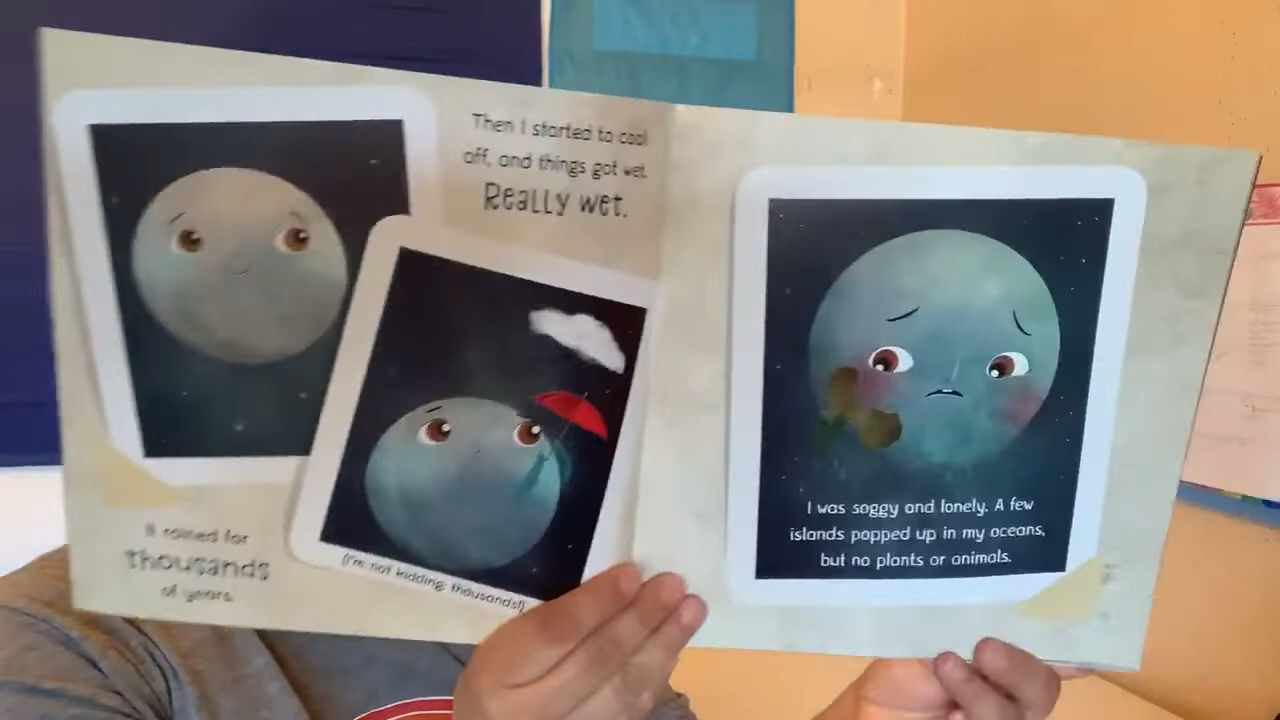 Then I started to cool
off, and things got wet.
Really wet.
It rained for
thousands
of years.
(I'm not kidding: thousands!)
I was soggy and lonely. A few
islands popped up in my oceans,
but no plants or animals.